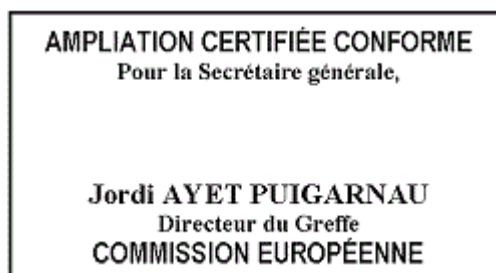 AMPLIATION CERTIFIÉE CONFORME
Pour la Secrétaire générale,
Jordi AYET PUIGARNAU
Directeur du Greffe
COMMISSION EUROPÉENNE